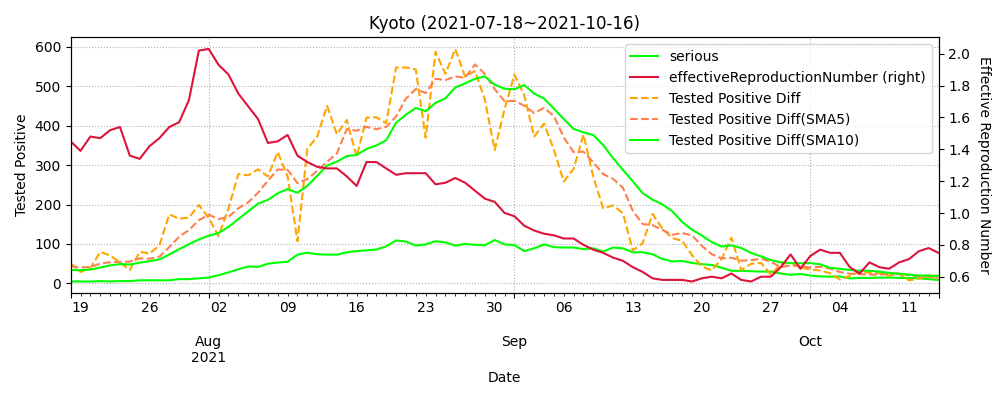 Kyoto (2021-07-18~2021-10-16)
serious
effectiveReproductionNumber (right)
Tested Positive Diff
Tested Positive Diff(SMA5)
Tested Positive Diff(SMA10)
Tested Positive
600
500
400
300
200
100
0
2.0
1.8
1.6
1.4
1.2
1.0
0.8
0.6
Effective Reproduction Number
19 26 02 09 16 23 30 06 13 20 27 04 11
Aug Sep Oct
2021
Date